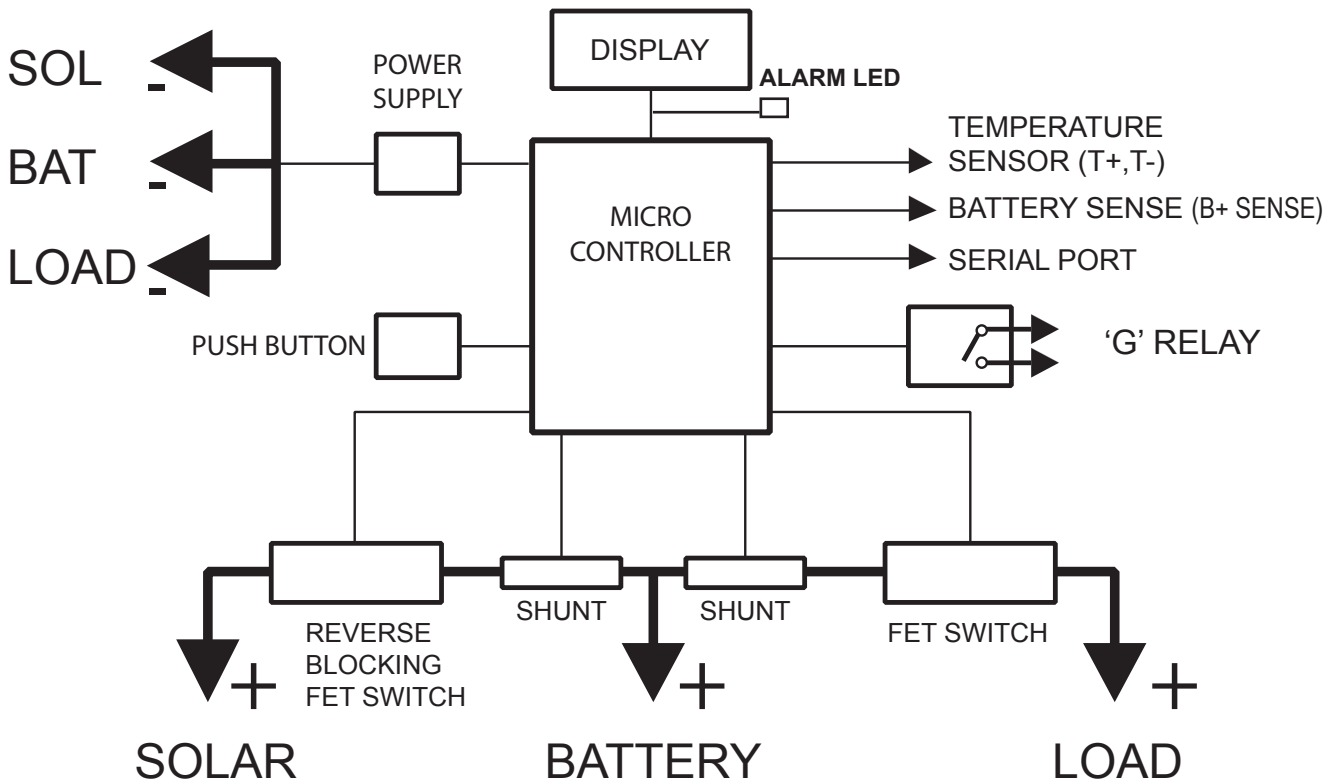 SOL
-
BAT
-
LOAD
-
POWER
SUPPLY
DISPLAY
ALARM LED
MICRO
CONTROLLER
TEMPERATURE
SENSOR (T+,T-)
BATTERY SENSE (B+ SENSE)
SERIAL PORT
PUSH BUTTON
‘G’ RELAY
REVERSE
BLOCKING
FET SWITCH
SHUNT
SHUNT
FET SWITCH
+
+
+
SOLAR
BATTERY
LOAD